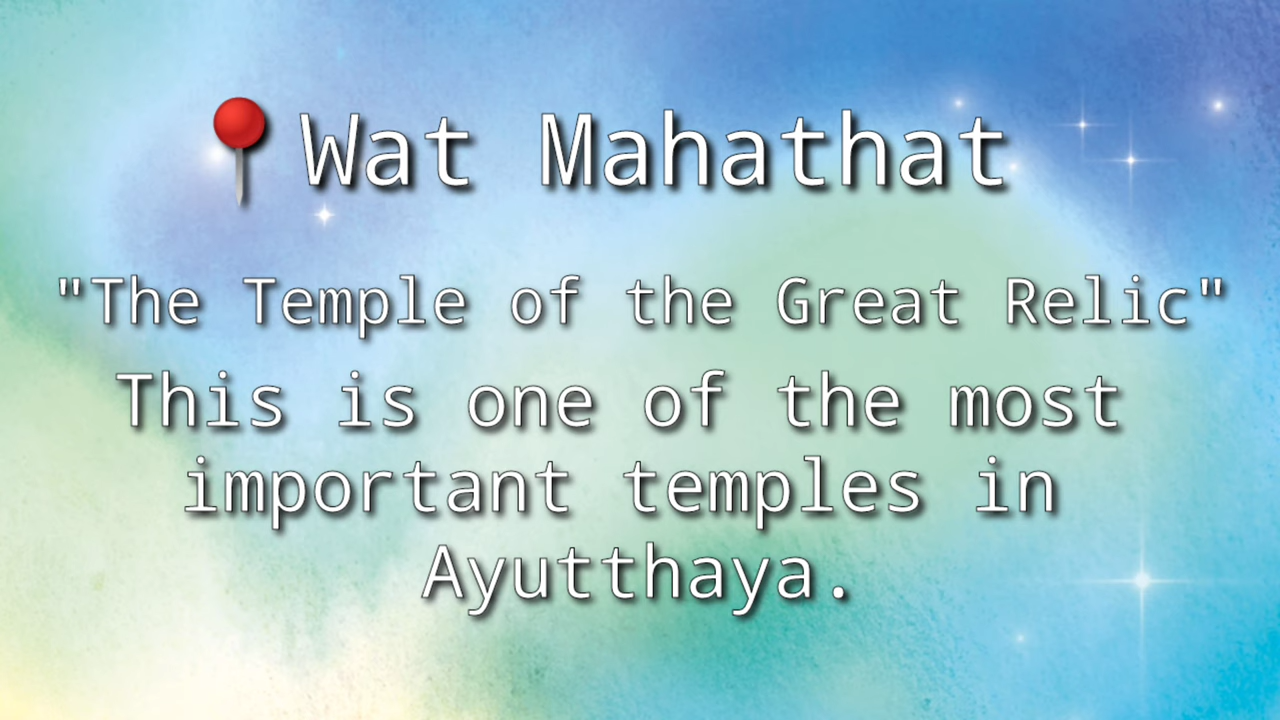 📍Wat Mahathat
"The Temple of the Great Relic"
This is one of the most
important temples in
Ayutthaya.